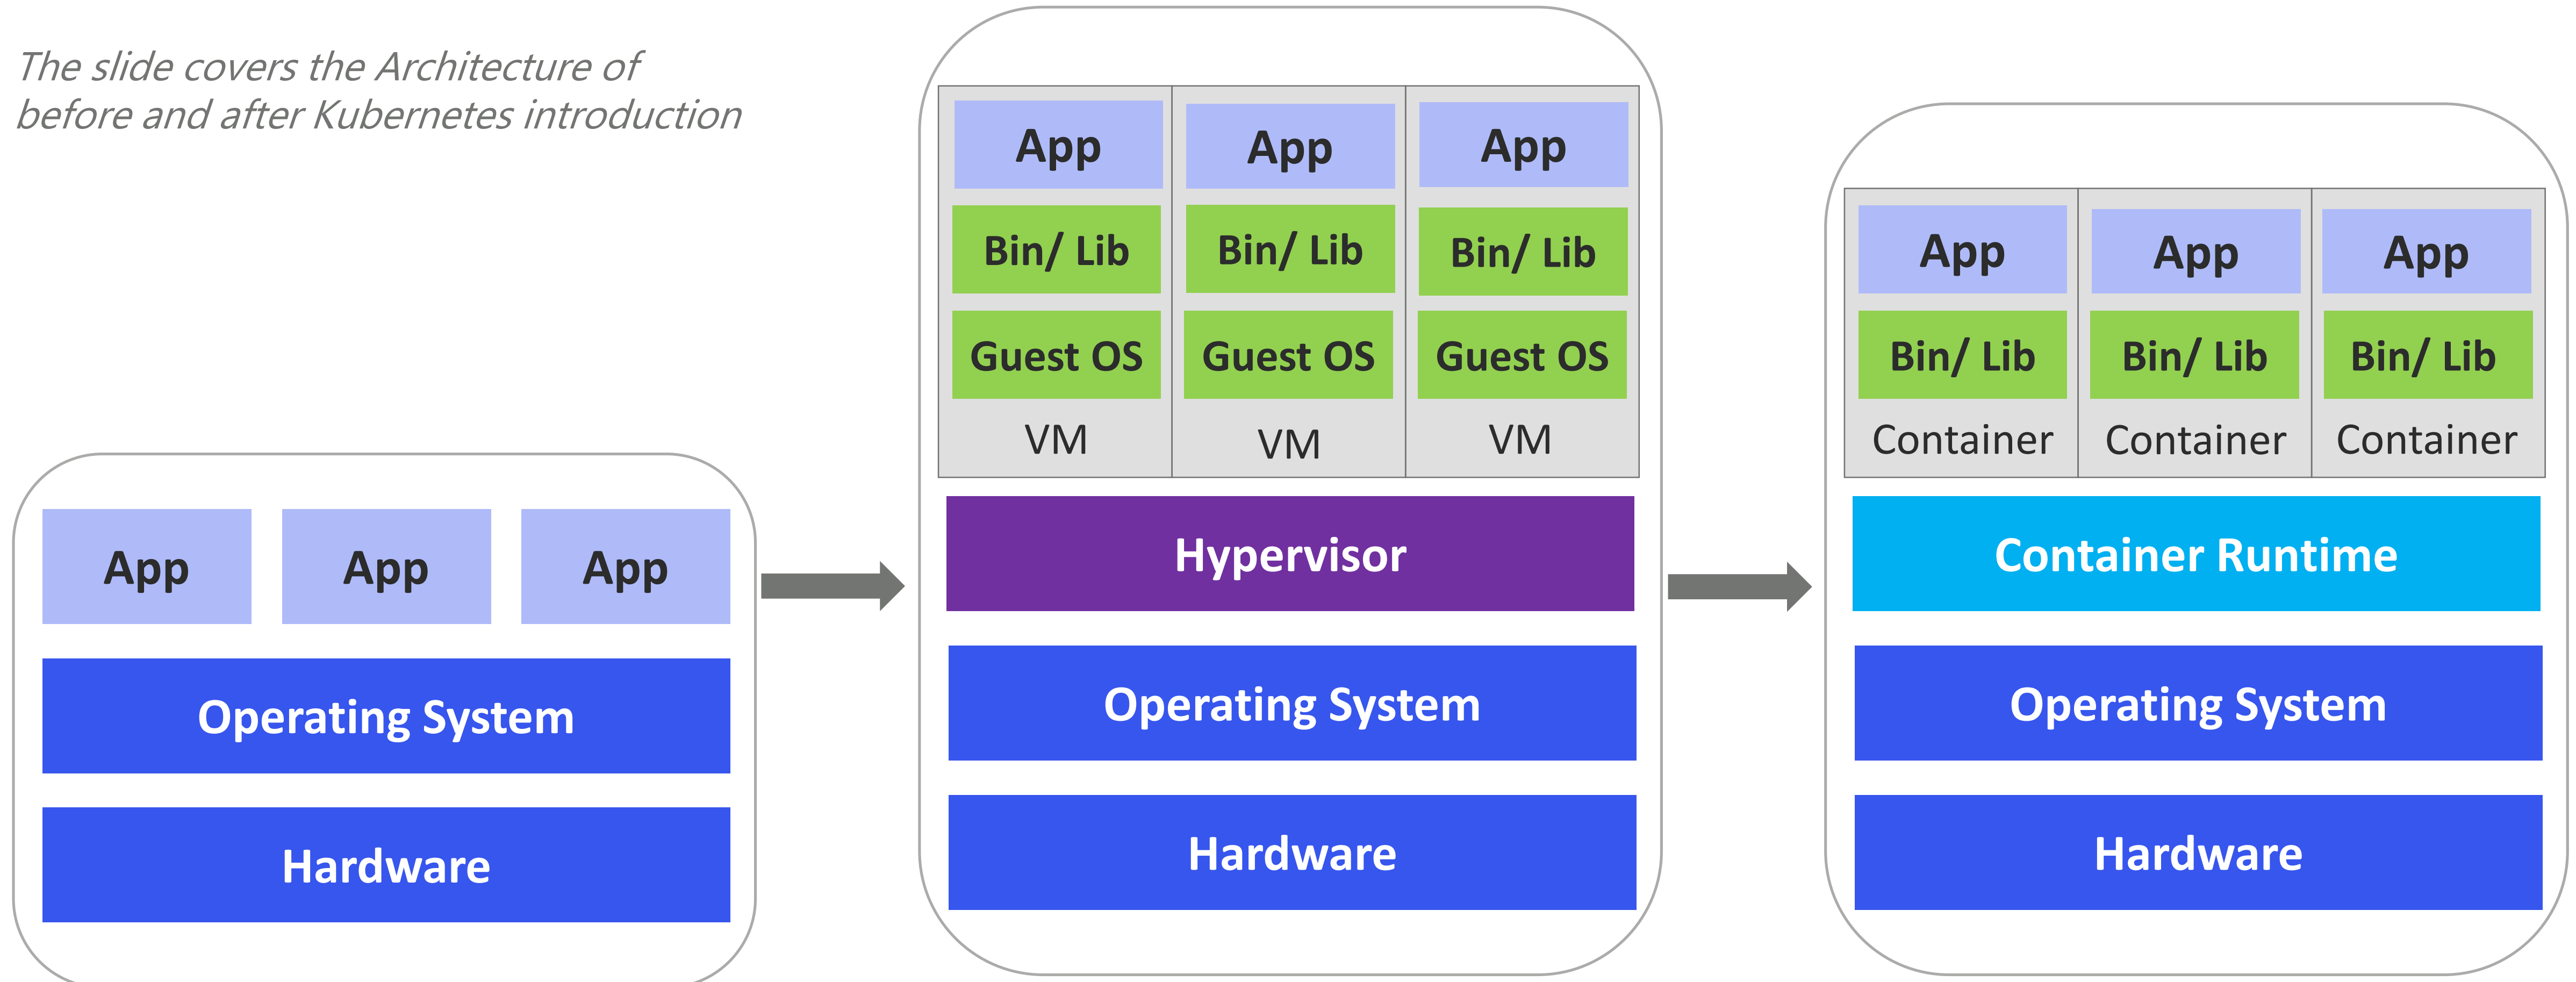 The slide covers the Architecture of
before and after Kubernetes introduction
App App App
Operating System
Hardware
App App App
Bin/ Lib Bin/ Lib Bin/ Lib
Guest OS Guest OS Guest OS
VM VM VM
Hypervisor
Operating System
Hardware
App App App
Bin/ Lib Bin/ Lib Bin/ Lib
Container Container Container
Container Runtime
Operating System
Hardware